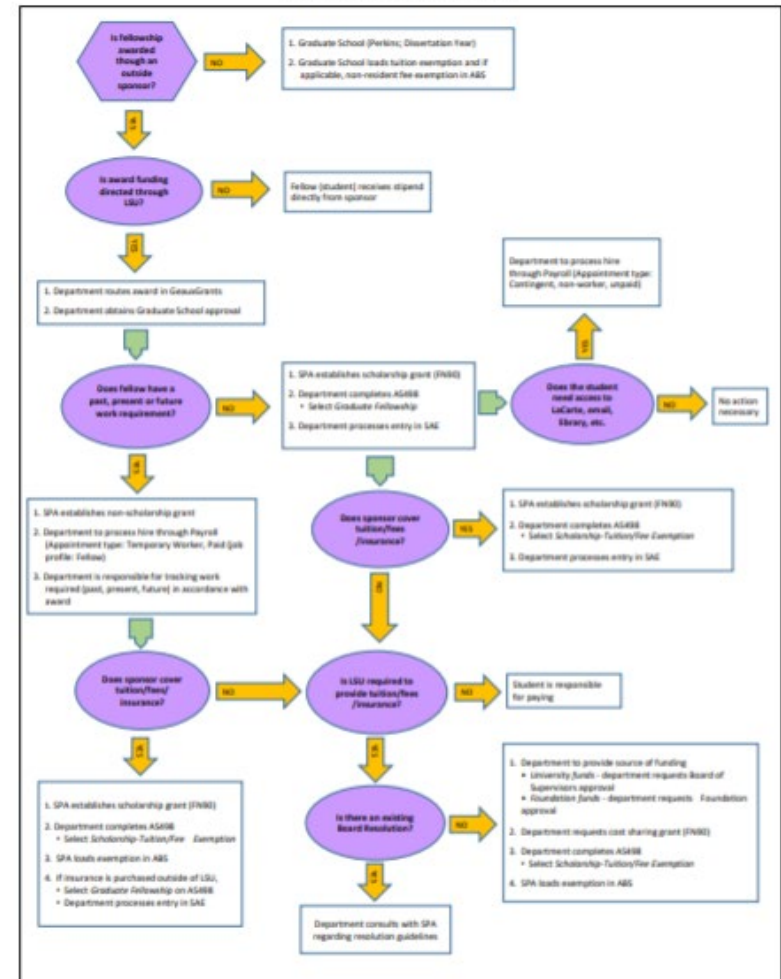 Is fellowship
awarded
though an
outside
sponsor?
NO
1. Graduate School (Perkins; Dissertation Year)
2. Graduate School loads tuition exemption and if
applicable, non-resident fee exemption in ABS
YES
Is award funding
directed through
LSU?
NO
Fellow (student) receives stipend
directly from sponsor
YES
1. Department routes award in GeauxGrants
2. Department obtains Graduate School approval
Department to process hire
through Payroll (Appointment type:
Contingent, non-worker, unpaid)
YES
Does fellow have a
past, present or future
work requirement?
NO
1. SPA establishes scholarship grant (FN90)
2. Department completes AS498
• Select Graduate Fellowship
3. Department processes entry in SAE
Does the student
need access to
LaCarte, email,
library, etc.
NO
No action
necessary
YES
1. SPA establishes non-scholarship grant
2. Department to process hire through Payroll
(Appointment type: Temporary Worker, Paid (job
profile: Fellow)
3. Department is responsible for tracking work
required (past, present, future) in accordance with
award
Does sponsor cover
tuition/fees
/insurance?
YES
1. SPA establishes scholarship grant (FN90)
2. Department completes AS498
• Select Scholarship-Tuition/Fee Exemption
3. Department processes entry in SAE
NO
Does sponsor cover
tuition/fees/
insurance?
NO
Is LSU required to
provide tuition/fees
/insurance?
NO
Student is responsible
for paying
YES
1. SPA establishes scholarship grant (FN90)
2. Department completes AS498
• Select Scholarship-Tuition/Fee Exemption
3. SPA loads exemption in ABS
4. If insurance is purchased outside of LSU,
• Select Graduate Fellowship on AS498
• Department processes entry in SAE
YES
Is there an existing
Board Resolution?
NO
1. Department to provide source of funding
• University funds - department requests Board of
Supervisors approval
• Foundation funds - department requests Foundation
approval
2. Department requests cost sharing grant (FN90)
3. Department completes AS498
• Select Scholarship-Tuition/Fee Exemption
4. SPA loads exemption in ABS
YES
Department consults with SPA
regarding resolution guidelines